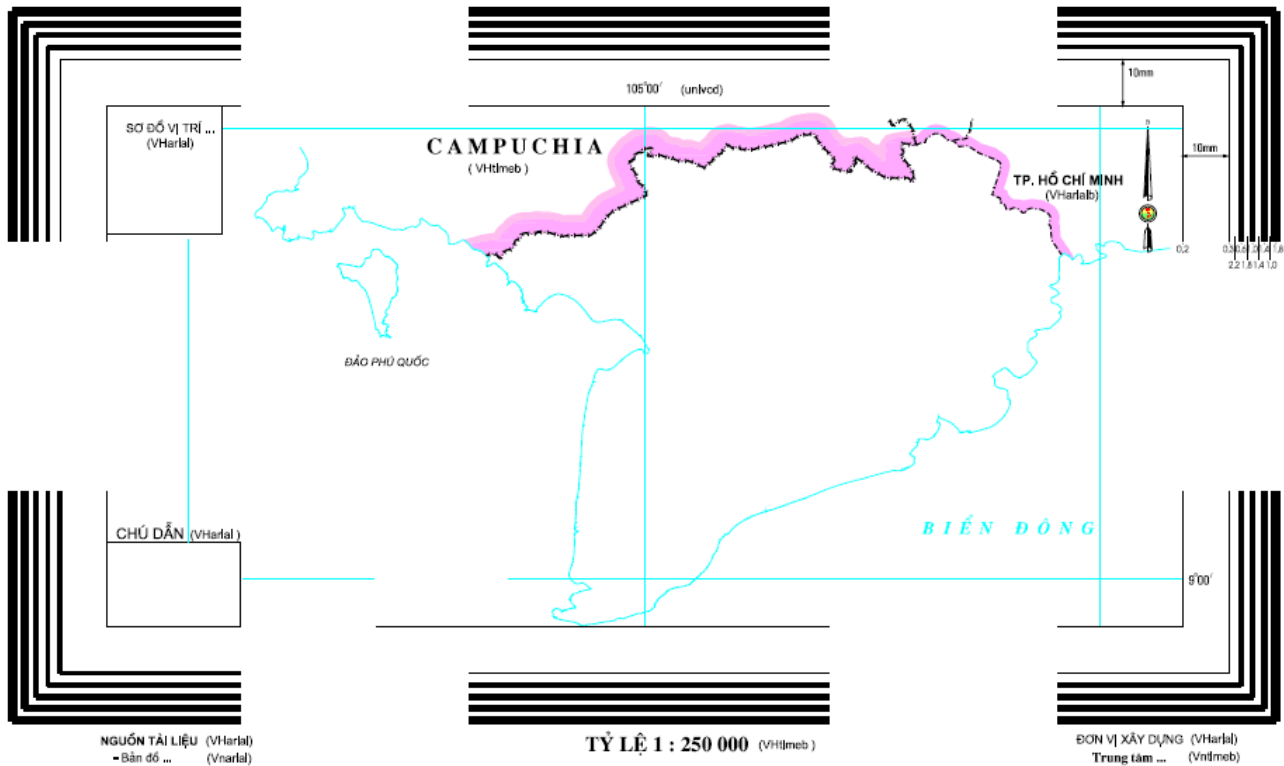 105°00' (unlvcd)
10mm
SƠ ĐỒ VỊ TRÍ ...
(VHarlal)
CAMPUCHIA
( VHtlmeb )
10mm
TP. HỒ CHÍ MINH
(VHarlalb)
0,2
ĐẢO PHÚ QUỐC
CHÚ DẪN (VHarlal )
BIỂN ĐÔNG
9°00'
NGUỒN TÀI LIỆU (VHarlal)
- Bản đồ ... (Vnarlal)
TỶ LỆ 1 : 250 000 (VHtlmeb )
ĐƠN VỊ XÂY DỰNG (VHarlal)
Trung tâm ... (Vntlmeb)